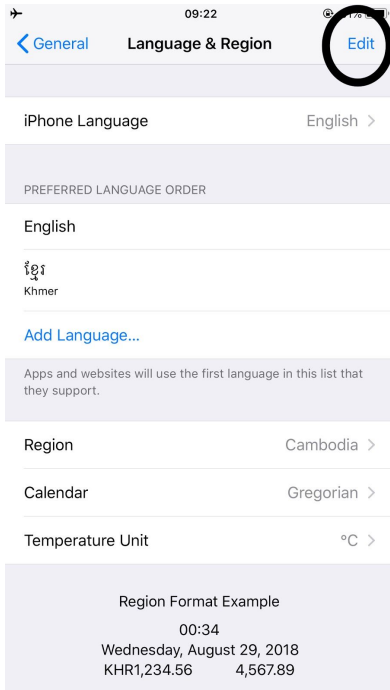 09:22
General Language & Region Edit
iPhone Language English
PREFERRED LANGUAGE ORDER
English
ខ្មែរ
Khmer
Add Language...
Apps and websites will use the first language in this list that
they support.
Region Cambodia
Calendar Gregorian
Temperature Unit °C
Region Format Example
00:34
Wednesday, August 29, 2018
KHR1,234.56 4,567.89